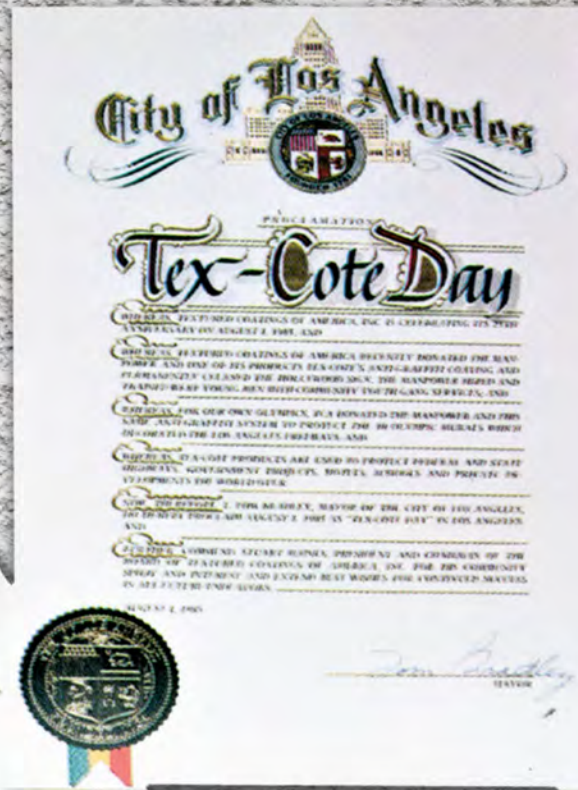 City of Los Angeles
CITY OF LOS ANGELES
FOUNDED 1781
PROCLAMATION
Tex-Cote Day
WHEREAS, TEXTURED COATINGS OF AMERICA, INC. IS CELEBRATING ITS 25TH
ANNIVERSARY ON AUGUST 1, 1985, AND
WHEREAS, TEXTURED COATINGS OF AMERICA RECENTLY DONATED THE MAN-
POWER AND ONE OF ITS PRODUCTS TEX-COTE'S ANTI-GRAFFITI COATING AND
PERMANENTLY CLEANED THE HOLLYWOOD SIGN. THE MANPOWER HIRED AND
TRAINED WERE YOUNG MEN WITH COMMUNITY YOUTH GANG SERVICES; AND
WHEREAS, FOR OUR OWN OLYMPICS, TCA DONATED THE MANPOWER AND THIS
SAME ANTI-GRAFFITI SYSTEM TO PROTECT THE 10 OLYMPIC MURALS WHICH
DECORATED THE LOS ANGELES FREEWAYS; AND
WHEREAS, TEX-COTE PRODUCTS ARE USED TO PROTECT FEDERAL AND STATE
HIGHWAYS, GOVERNMENT PROJECTS, HOTELS, SCHOOLS AND PRIVATE DE-
VELOPMENTS THE WORLD OVER
NOW, THEREFORE, I, TOM BRADLEY, MAYOR OF THE CITY OF LOS ANGELES,
DO HEREBY PROCLAIM AUGUST 1, 1985 AS "TEX-COTE DAY" IN LOS ANGELES
AND
FURTHER, COMMEND STUART HAINES, PRESIDENT AND CHAIRMAN OF THE
BOARD OF TEXTURED COATINGS OF AMERICA, INC. FOR HIS COMMUNITY
SPIRIT AND INTEREST AND EXTEND BEST WISHES FOR CONTINUED SUCCESS
IN ALL FUTURE ENDEAVORS.
AUGUST 1, 1985
Tom Bradley
MAYOR